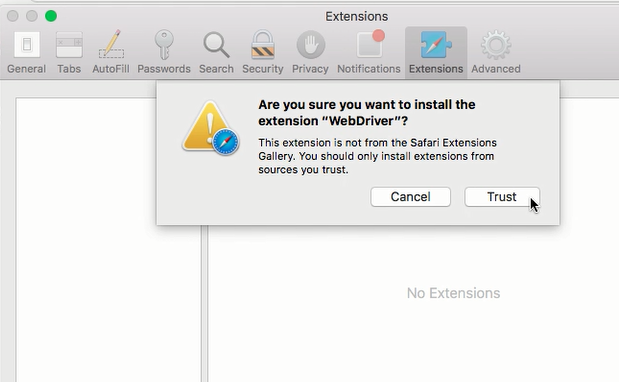 Extensions
General Tabs AutoFill Passwords Search Security Privacy Notifications Extensions Advanced
Are you sure you want to install the
extension “WebDriver”?
This extension is not from the Safari Extensions
Gallery. You should only install extensions from
sources you trust.
Cancel Trust
No Extensions